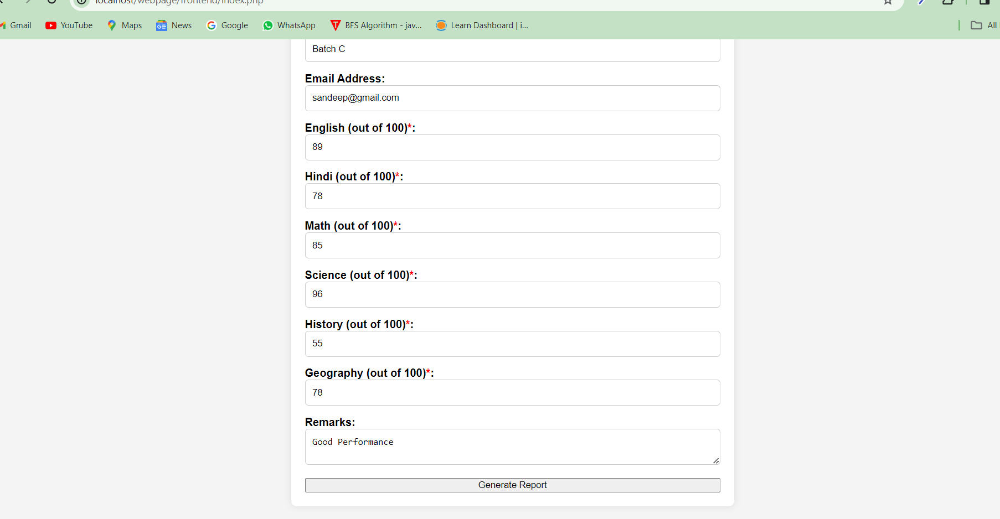 localhost/webpage/frontend/index.php
Gmail YouTube Maps News Google WhatsApp BFS Algorithm - jav... Learn Dashboard | i... All
Batch C
Email Address:
sandeep@gmail.com
English (out of 100)*:
89
Hindi (out of 100)*:
78
Math (out of 100)*:
85
Science (out of 100)*:
96
History (out of 100)*:
55
Geography (out of 100)*:
78
Remarks:
Good Performance
Generate Report